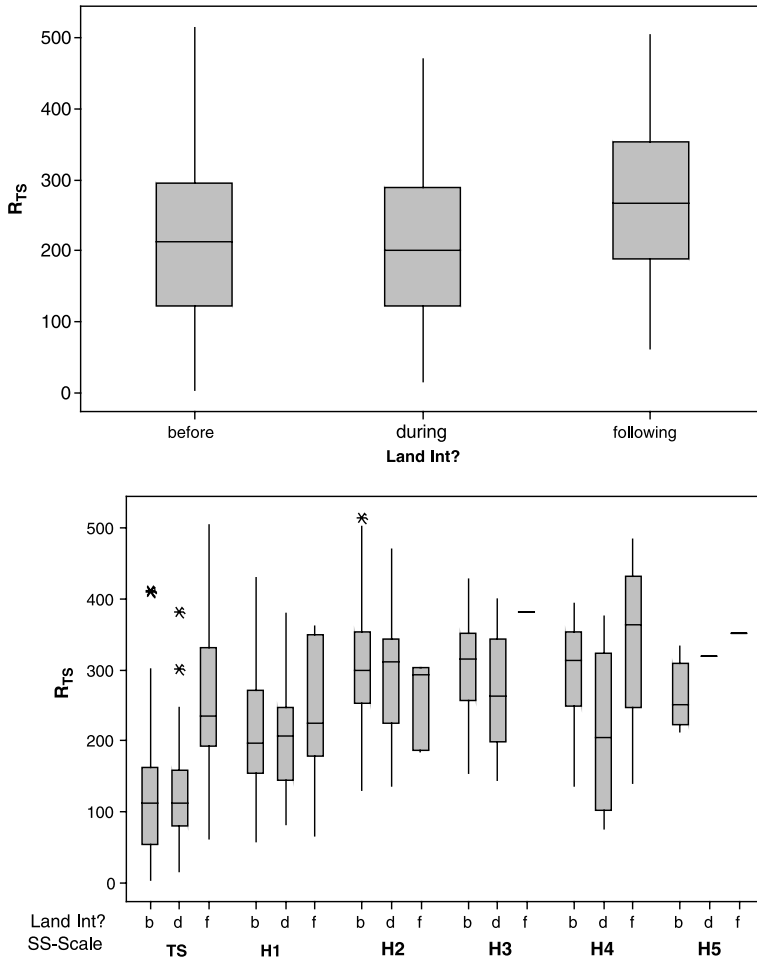 500
400
300
200
100
0
R_TS
before during following
Land Int?
500
400
300
200
100
0
R_TS
Land Int? b d f b d f b d f b d f b d f b d f
SS-Scale TS H1 H2 H3 H4 H5